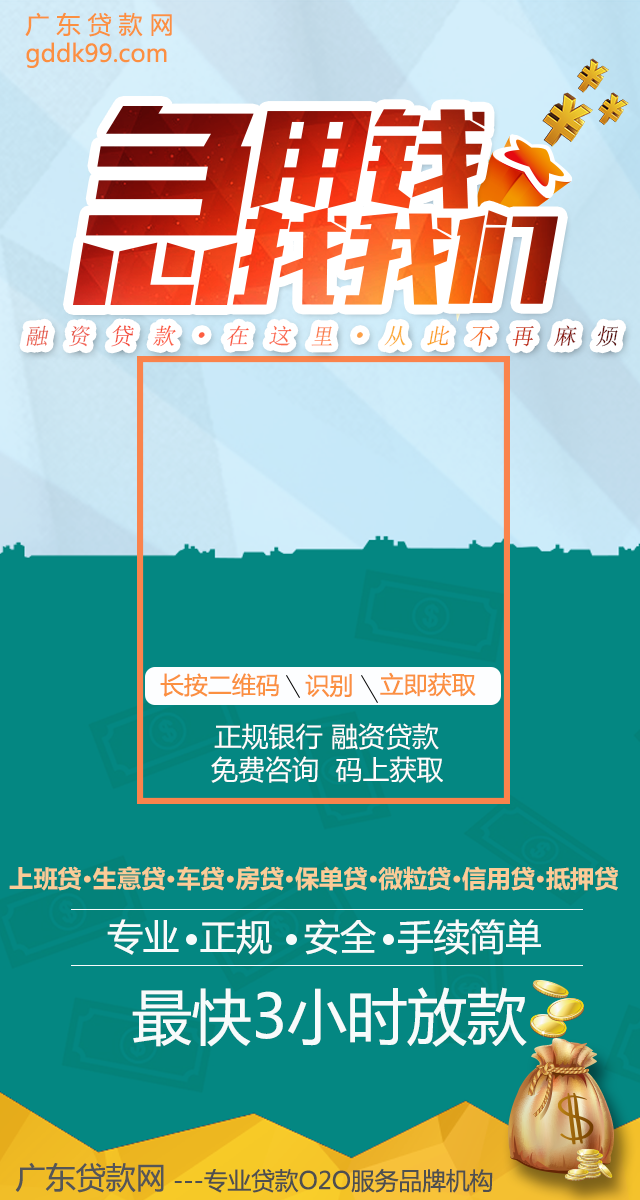 广东贷款网
gddk99.com
急用钱
找我们
融资贷款•在这里•从此不再麻烦
长按二维码 \ 识别 \ 立即获取
正规银行 融资贷款
免费咨询 码上获取
上班贷•生意贷•车贷•房贷•保单贷•微粒贷•信用贷•抵押贷
专业•正规•安全•手续简单
最快3小时放款
广东贷款网 ---专业贷款O2O服务品牌机构